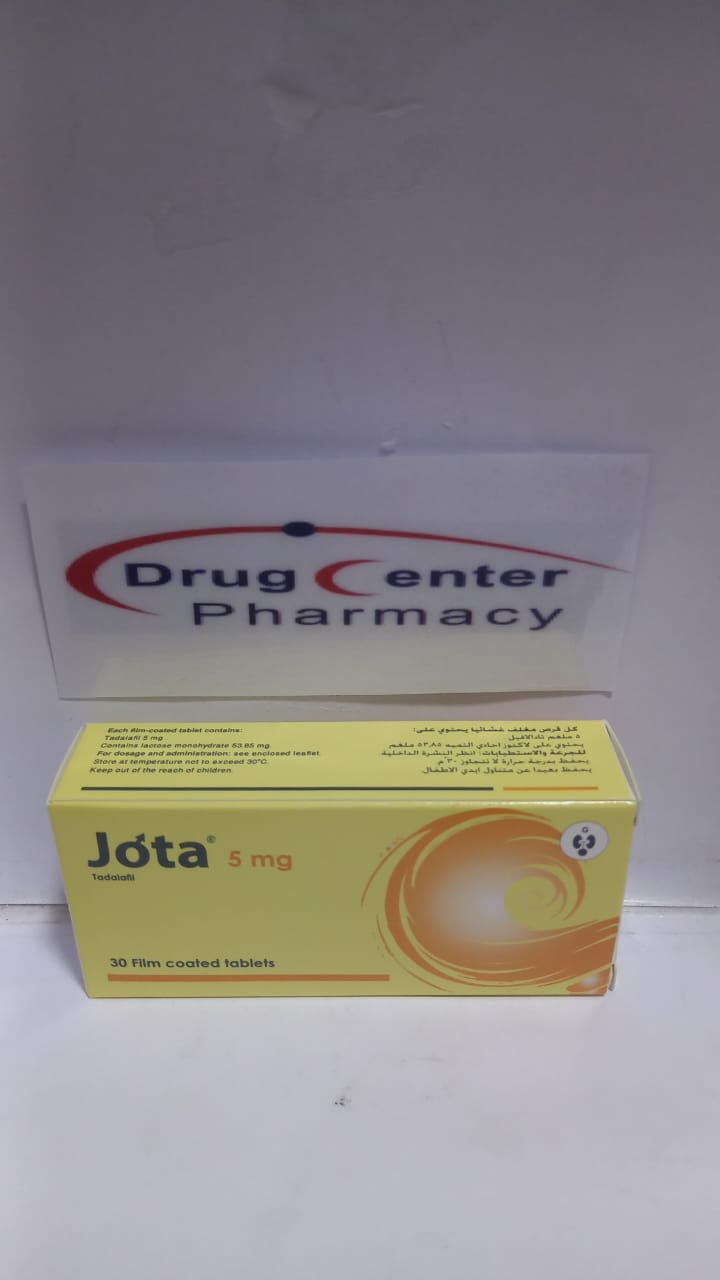 Drug Center
Pharmacy
Each film-coated tablet contains:
Tadalafil 5 mg
Contains lactose monohydrate 53.85 mg.
For dosage and administration: see enclosed leaflet.
Store at temperature not to exceed 30°C.
Keep out of the reach of children.
كل قرص مغلف غشائيا يحتوي على:
٥ ملغم تادالافيل
يحتوي على لاكتوز احادي التميه ٥٣,٨٥ ملغم.
للجرعة والاستطبابات: انظر النشرة الداخلية.
يحفظ بدرجة حرارة لا تتجاوز ٣٠°م.
يحفظ بعيدا عن متناول ايدي الاطفال.
Jota® 5 mg
Tadalafil
G
30 Film coated tablets